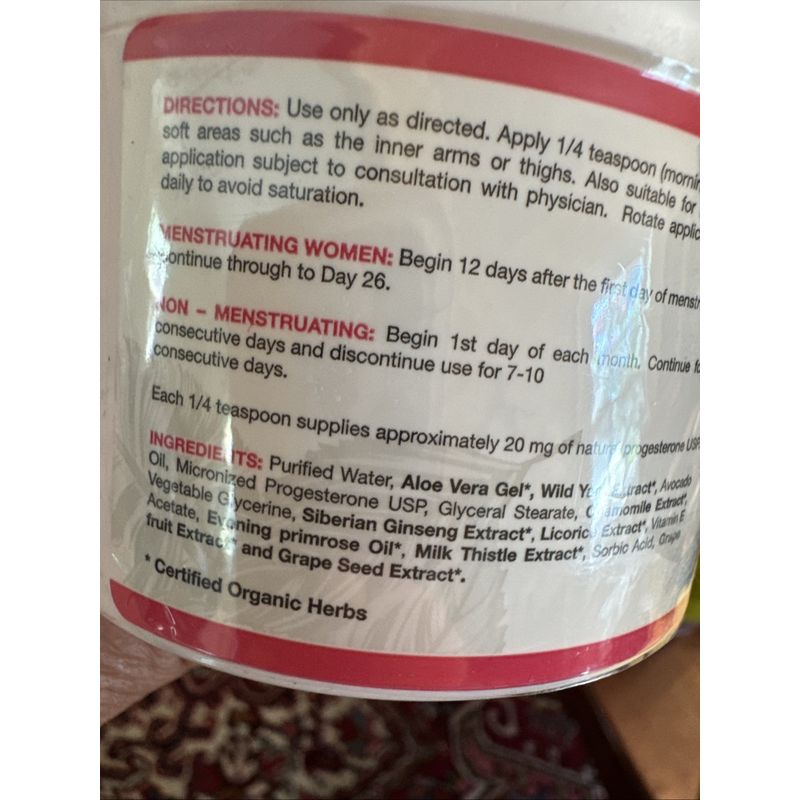 DIRECTIONS: Use only as directed. Apply 1/4 teaspoon (mornin
soft areas such as the inner arms or thighs. Also suitable for
application subject to consultation with physician. Rotate applic
daily to avoid saturation.
MENSTRUATING WOMEN: Begin 12 days after the first day of menstr
continue through to Day 26.
NON - MENSTRUATING: Begin 1st day of each month. Continue fo
consecutive days and discontinue use for 7-10
consecutive days.
Each 1/4 teaspoon supplies approximately 20 mg of natural progesterone USP
INGREDIENTS: Purified Water, Aloe Vera Gel*, Wild Yam Extract*, Avocado
Oil, Micronized Progesterone USP, Glyceral Stearate, Chamomile Extract*,
Vegetable Glycerine, Siberian Ginseng Extract*, Licorice Extract*, Vitamin E
Acetate, Evening primrose Oil*, Milk Thistle Extract*, Sorbic Acid, Grape
fruit Extract* and Grape Seed Extract*.
* Certified Organic Herbs